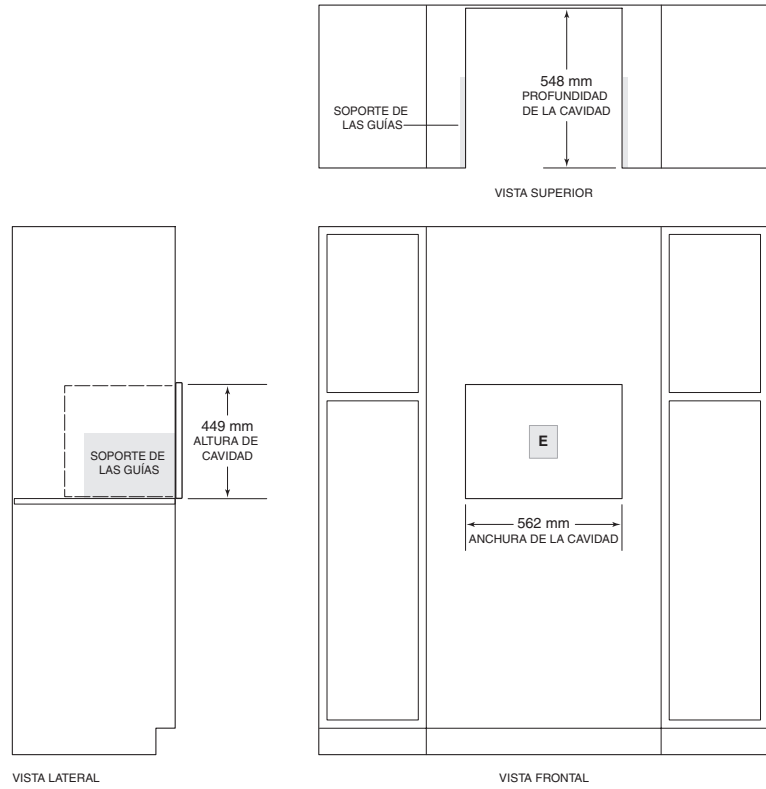 548 mm
PROFUNDIDAD
DE LA CAVIDAD
SOPORTE DE
LAS GUÍAS
VISTA SUPERIOR
449 mm
ALTURA DE
CAVIDAD
SOPORTE DE
LAS GUÍAS
E
562 mm
ANCHURA DE LA CAVIDAD
VISTA LATERAL
VISTA FRONTAL